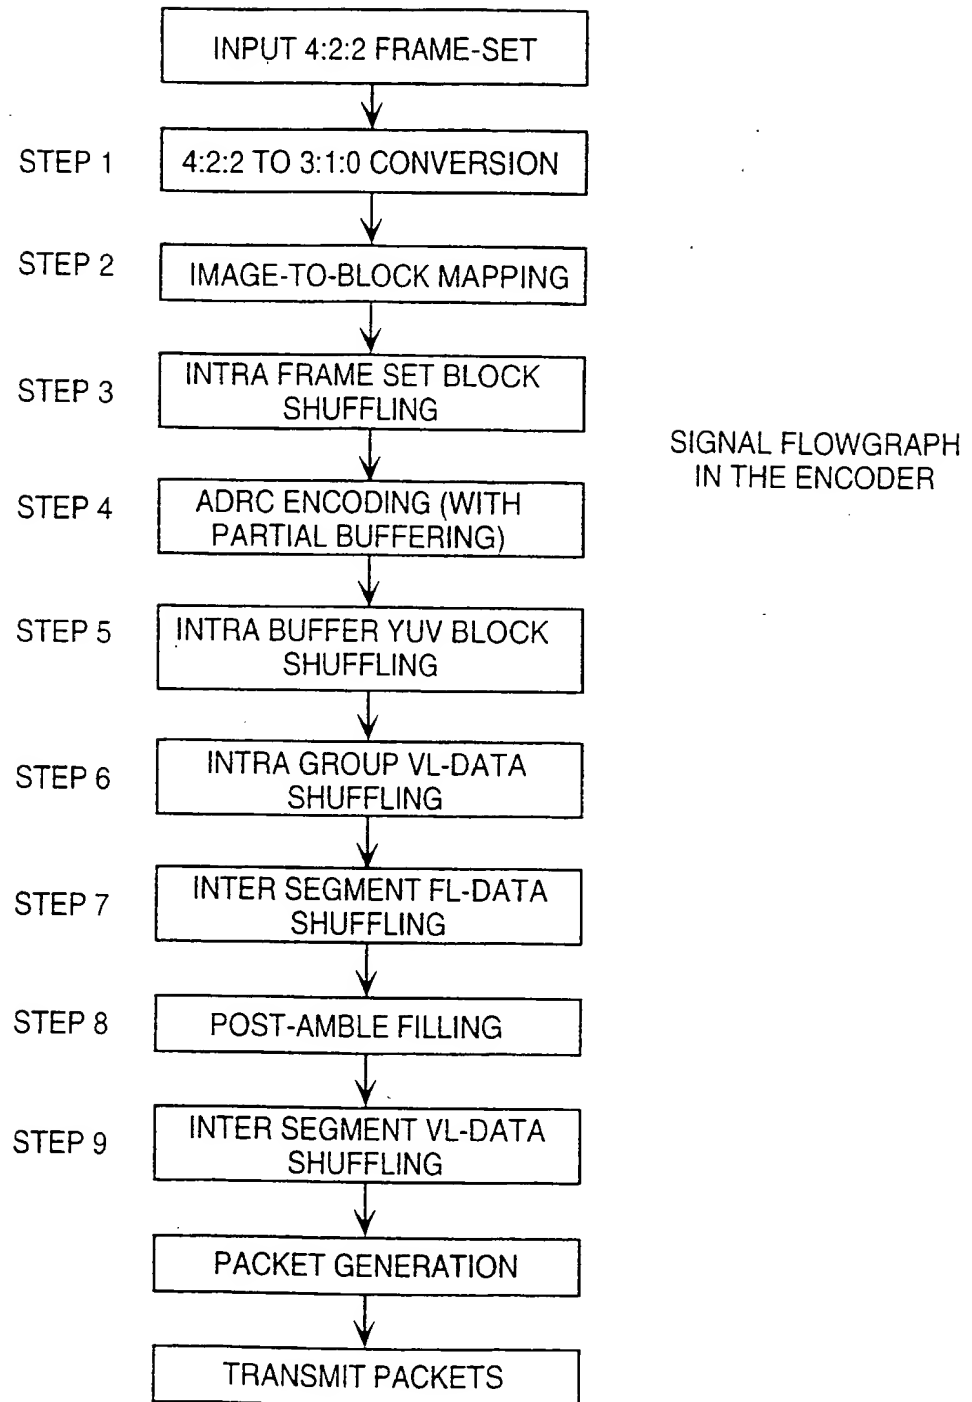 INPUT 4:2:2 FRAME-SET
STEP 1
4:2:2 TO 3:1:0 CONVERSION
STEP 2
IMAGE-TO-BLOCK MAPPING
STEP 3
INTRA FRAME SET BLOCK
SHUFFLING
SIGNAL FLOWGRAPH
IN THE ENCODER
STEP 4
ADRC ENCODING (WITH
PARTIAL BUFFERING)
STEP 5
INTRA BUFFER YUV BLOCK
SHUFFLING
STEP 6
INTRA GROUP VL-DATA
SHUFFLING
STEP 7
INTER SEGMENT FL-DATA
SHUFFLING
STEP 8
POST-AMBLE FILLING
STEP 9
INTER SEGMENT VL-DATA
SHUFFLING
PACKET GENERATION
TRANSMIT PACKETS